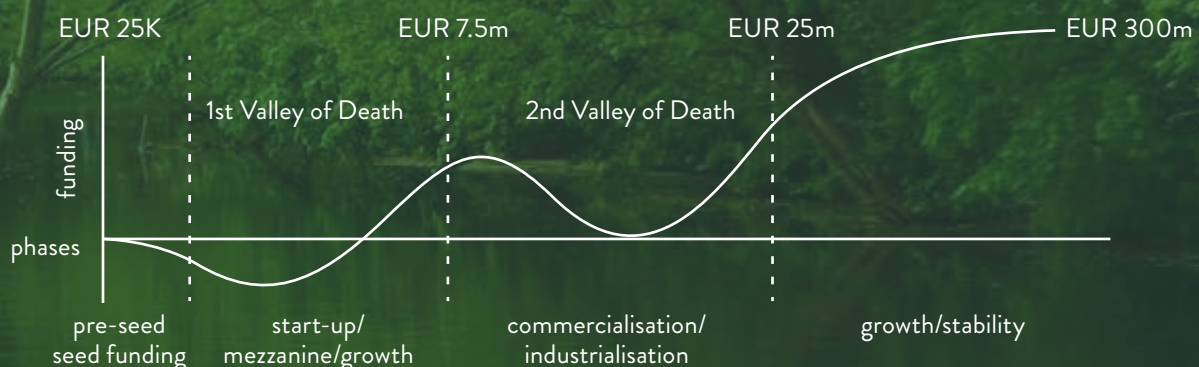 EUR 25K
EUR 7.5m
EUR 25m
EUR 300m
1st Valley of Death
2nd Valley of Death
funding
phases
pre-seed
seed funding
start-up/
mezzanine/growth
commercialisation/
industrialisation
growth/stability